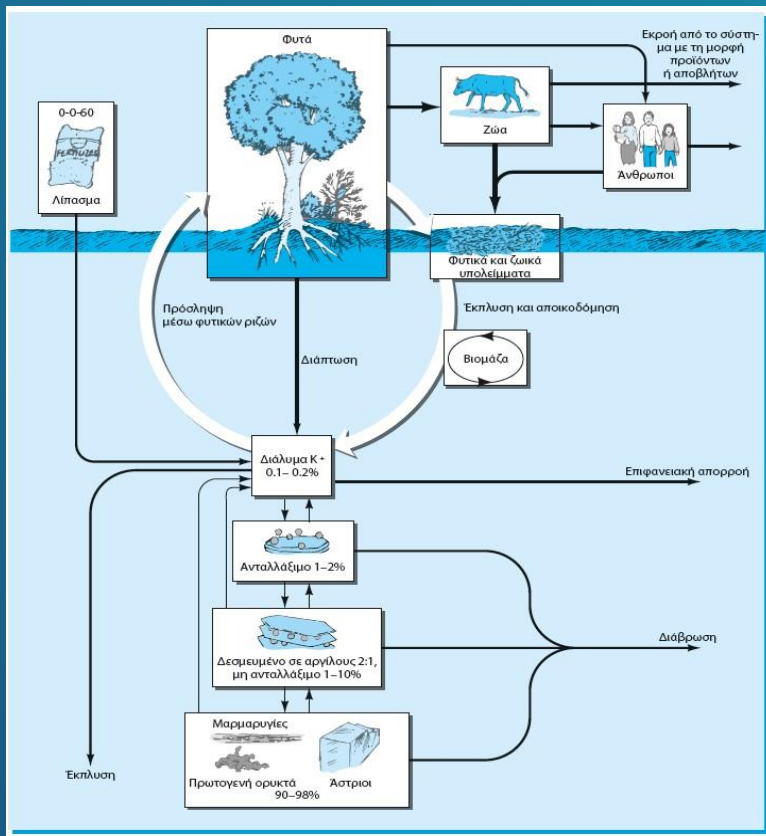 Φυτά
Εκροή από το σύστη-
μα με τη μορφή
προϊόντων
ή αποβλήτων
0-0-60
Λίπασμα
Ζώα
Άνθρωποι
Φυτικά και ζωικά
υπολείμματα
Πρόσληψη
μέσω φυτικών ριζών
Έκπλυση και αποικοδόμηση
Βιομάζα
Διάπτωση
Διάλυμα K+
0.1– 0.2%
Επιφανειακή απορροή
Ανταλλάξιμο 1–2%
Διάβρωση
Δεσμευμένο σε αργίλους 2:1,
μη ανταλλάξιμο 1–10%
Μαρμαρυγίες
Πρωτογενή ορυκτά
Άστριοι
90–98%
Έκπλυση